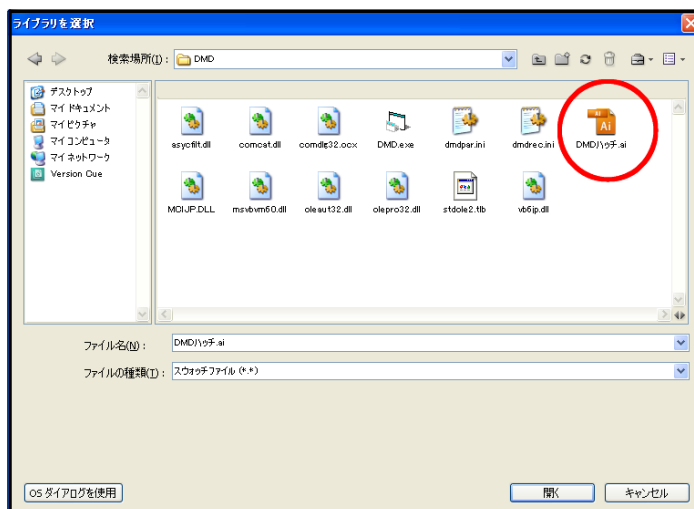 ライブラリを選択
検索場所(I): DMD
デスクトップ
マイ ドキュメント
マイピクチャ
マイ コンピュータ
マイ ネットワーク
Version Cue
asycfilt.dll comcat.dll comdlg32.ocx DMD.exe dmdpar.ini dmdrec.ini DMDハッチ.ai
Ai
MCIJP.DLL msvbvm60.dll oleaut32.dll olepro32.dll stdole2.tlb vb6jp.dll
ファイル名(N): DMDハッチ.ai
ファイルの種類(T): スウォッチファイル (*.*)
OS ダイアログを使用 開く キャンセル